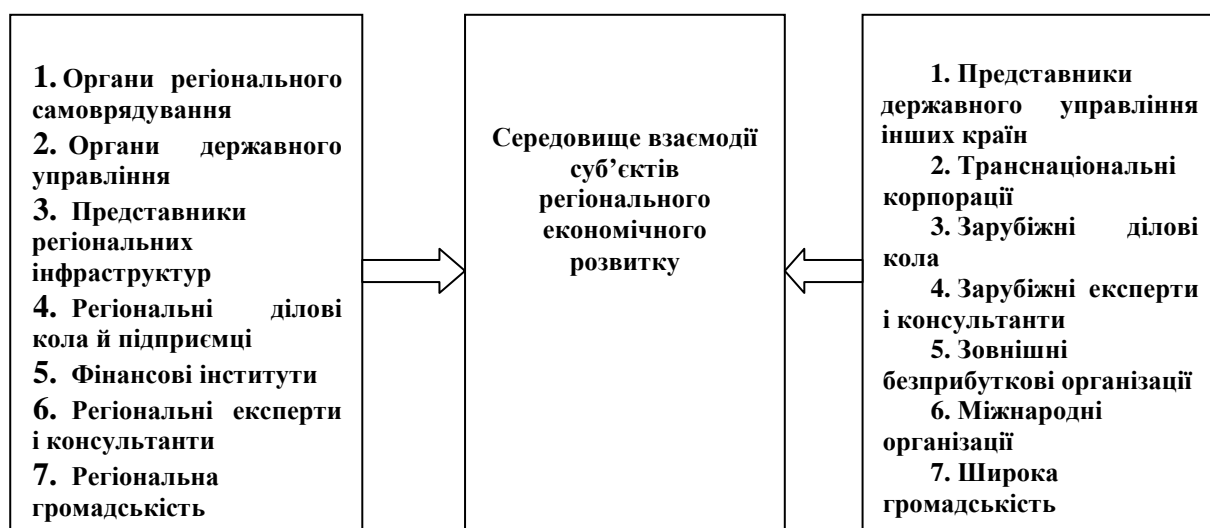 1. Органи регіонального
самоврядування
2. Органи державного
управління
3. Представники
регіональних
інфраструктур
4. Регіональні ділові
кола й підприємці
5. Фінансові інститути
6. Регіональні експерти
і консультанти
7. Регіональна
громадськість
Середовище взаємодії
суб’єктів
регіонального
економічного
розвитку
1. Представники
державного управління
інших країн
2. Транснаціональні
корпорації
3. Зарубіжні ділові
кола
4. Зарубіжні експерти
і консультанти
5. Зовнішні
безприбуткові організації
6. Міжнародні
організації
7. Широка
громадськість